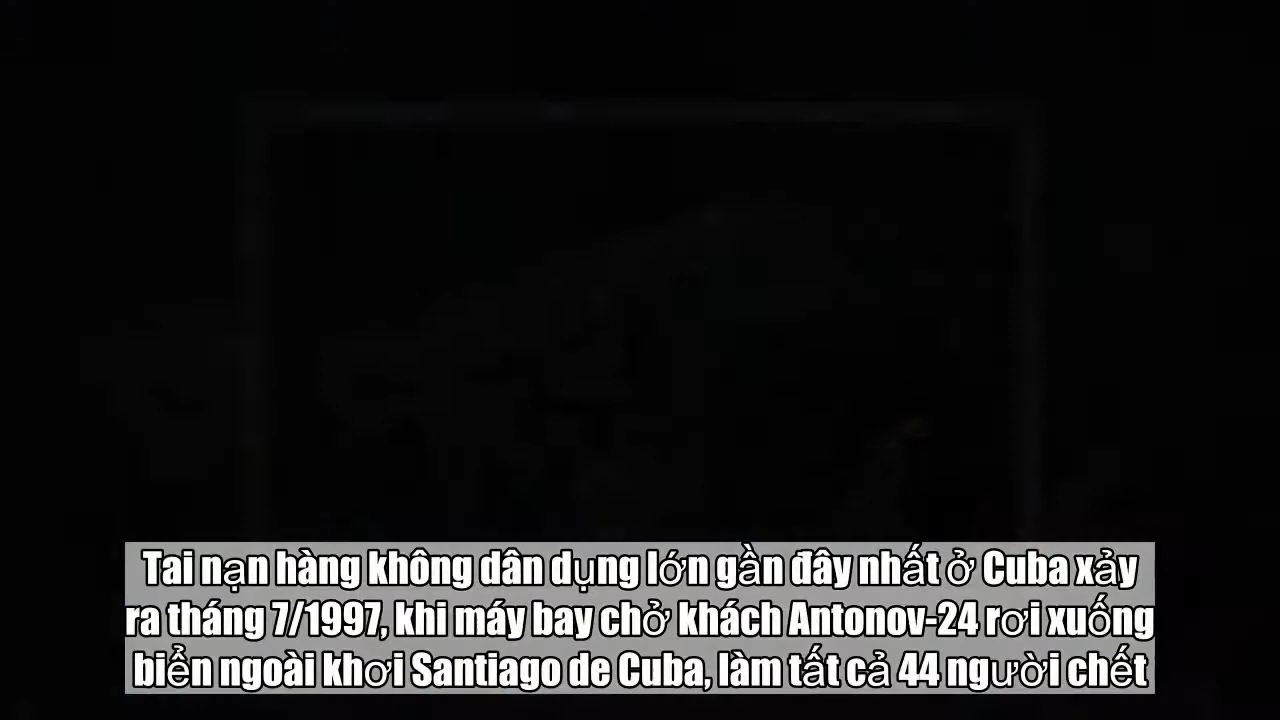 Tai nạn hàng không dân dụng lớn gần đây nhất ở Cuba xảy
ra tháng 7/1997, khi máy bay chở khách Antonov-24 rơi xuống
biển ngoài khơi Santiago de Cuba, làm tất cả 44 người chết